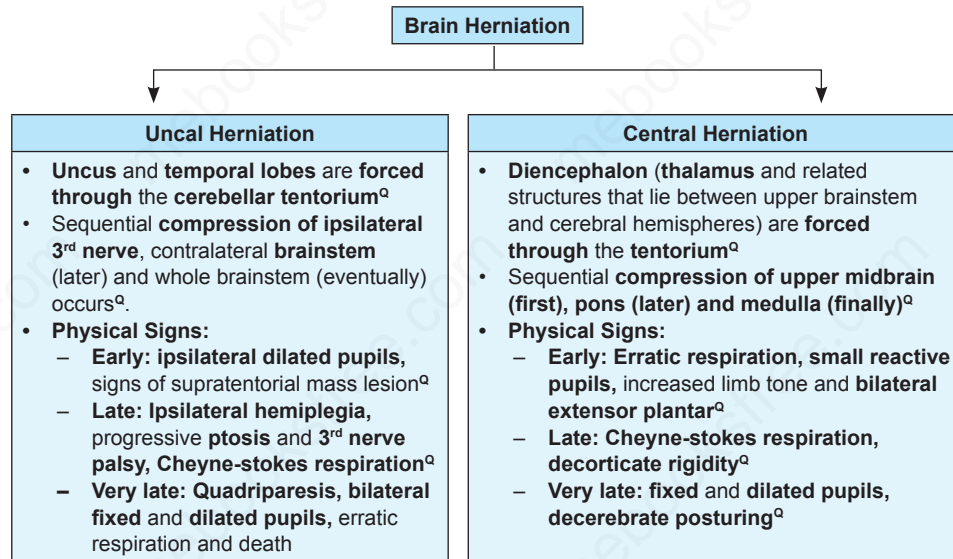 Brain Herniation
Uncal Herniation
• Uncus and temporal lobes are forced
through the cerebellar tentoriumQ
• Sequential compression of ipsilateral
3rd nerve, contralateral brainstem
(later) and whole brainstem (eventually)
occursQ.
• Physical Signs:
– Early: ipsilateral dilated pupils,
signs of supratentorial mass lesionQ
– Late: Ipsilateral hemiplegia,
progressive ptosis and 3rd nerve
palsy, Cheyne-stokes respirationQ
– Very late: Quadriparesis, bilateral
fixed and dilated pupils, erratic
respiration and death
Central Herniation
• Diencephalon (thalamus and related
structures that lie between upper brainstem
and cerebral hemispheres) are forced
through the tentoriumQ
• Sequential compression of upper midbrain
(first), pons (later) and medulla (finally)Q
• Physical Signs:
– Early: Erratic respiration, small reactive
pupils, increased limb tone and bilateral
extensor plantarQ
– Late: Cheyne-stokes respiration,
decorticate rigidityQ
– Very late: fixed and dilated pupils,
decerebrate posturingQ